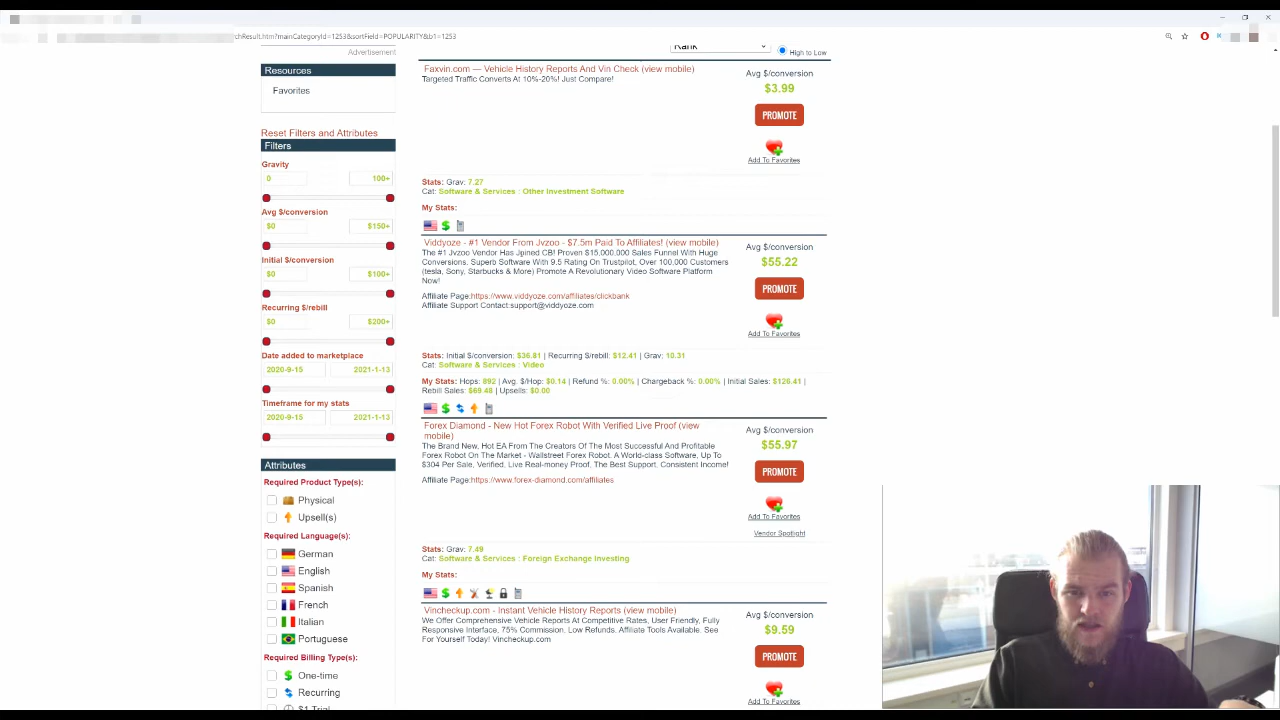 rchResult.htm?mainCategoryId=1253&sortField=POPULARITY&b1=1253
Advertisement
Resources
Favorites
Reset Filters and Attributes
Filters
Gravity
0 100+
Avg $/conversion
$0 $150+
Initial $/conversion
$0 $100+
Recurring $/rebill
$0 $200+
Date added to marketplace
2020-9-15 2021-1-13
Timeframe for my stats
2020-9-15 2021-1-13
Attributes
Required Product Type(s):
Physical
Upsell(s)
Required Language(s):
German
English
Spanish
French
Italian
Portuguese
Required Billing Type(s):
One-time
Recurring
$1 Trial
Rank
High to Low
Faxvin.com — Vehicle History Reports And Vin Check (view mobile)
Targeted Traffic Converts At 10%-20%! Just Compare!
Avg $/conversion
$3.99
PROMOTE
Add To Favorites
Stats: Grav: 7.27
Cat: Software & Services : Other Investment Software
My Stats:
Viddyoze - #1 Vendor From Jvzoo - $7.5m Paid To Affiliates! (view mobile)
The #1 Jvzoo Vendor Has Jpined CB! Proven $15,000,000 Sales Funnel With Huge
Conversions. Superb Software With 9.5 Rating On Trustpilot. Over 100,000 Customers
(tesla, Sony, Starbucks & More) Promote A Revolutionary Video Software Platform
Now!
Affiliate Page:https://www.viddyoze.com/affiliates/clickbank
Affiliate Support Contact:support@viddyoze.com
Avg $/conversion
$55.22
PROMOTE
Add To Favorites
Stats: Initial $/conversion: $36.81 | Recurring $/rebill: $12.41 | Grav: 10.31
Cat: Software & Services : Video
My Stats: Hops: 892 | Avg. $/Hop: $0.14 | Refund %: 0.00% | Chargeback %: 0.00% | Initial Sales: $126.41 |
Rebill Sales: $69.48 | Upsells: $0.00
Forex Diamond - New Hot Forex Robot With Verified Live Proof (view
mobile)
The Brand New, Hot EA From The Creators Of The Most Successful And Profitable
Forex Robot On The Market - Wallstreet Forex Robot. A World-class Software, Up To
$304 Per Sale, Verified, Live Real-money Proof, The Best Support, Consistent Income!
Affiliate Page:https://www.forex-diamond.com/affiliates
Avg $/conversion
$55.97
PROMOTE
Add To Favorites
Vendor Spotlight
Stats: Grav: 7.49
Cat: Software & Services : Foreign Exchange Investing
My Stats:
Vincheckup.com - Instant Vehicle History Reports (view mobile)
We Offer Comprehensive Vehicle Reports At Competitive Rates, User Friendly, Fully
Responsive Interface, 75% Commission, Low Refunds. Affiliate Tools Available. See
For Yourself Today! Vincheckup.com
Avg $/conversion
$9.59
PROMOTE
Add To Favorites